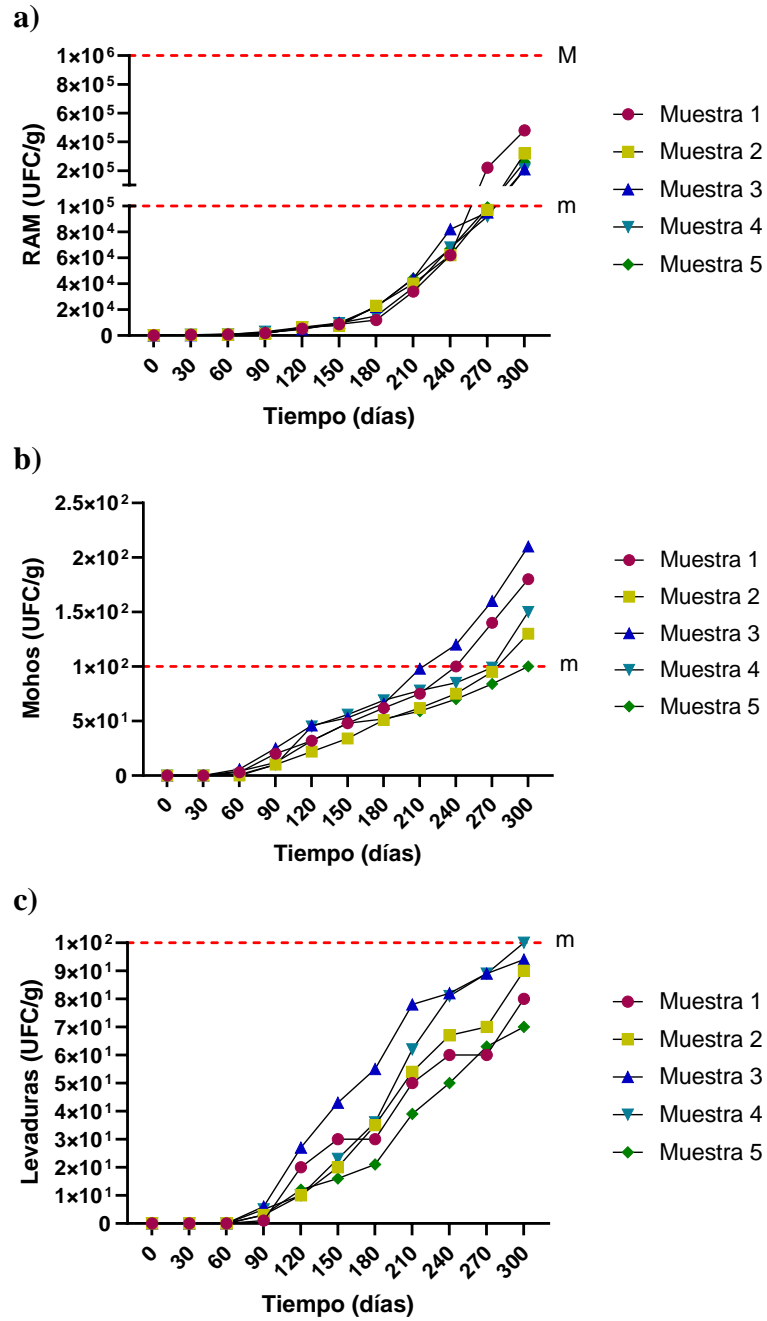 a)
1×10⁶
M
8×10⁵
6×10⁵
4×10⁵
2×10⁵
1×10⁵
m
8×10⁴
6×10⁴
4×10⁴
2×10⁴
0
RAM (UFC/g)
0 30 60 90 120 150 180 210 240 270 300
Tiempo (días)
Muestra 1
Muestra 2
Muestra 3
Muestra 4
Muestra 5
b)
2.5×10²
2×10²
1.5×10²
1×10²
m
5×10¹
0
Mohos (UFC/g)
0 30 60 90 120 150 180 210 240 270 300
Tiempo (días)
Muestra 1
Muestra 2
Muestra 3
Muestra 4
Muestra 5
c)
1×10²
m
9×10¹
8×10¹
7×10¹
6×10¹
5×10¹
4×10¹
3×10¹
2×10¹
1×10¹
0
Levaduras (UFC/g)
0 30 60 90 120 150 180 210 240 270 300
Tiempo (días)
Muestra 1
Muestra 2
Muestra 3
Muestra 4
Muestra 5